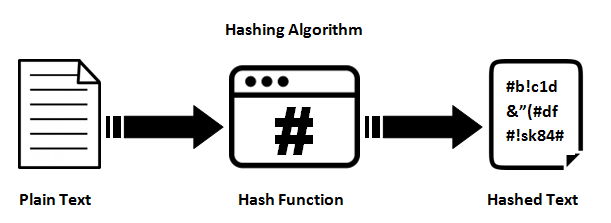 Hashing Algorithm
#
#b!c1d
&”(#df
#!sk84#
Plain Text
Hash Function
Hashed Text